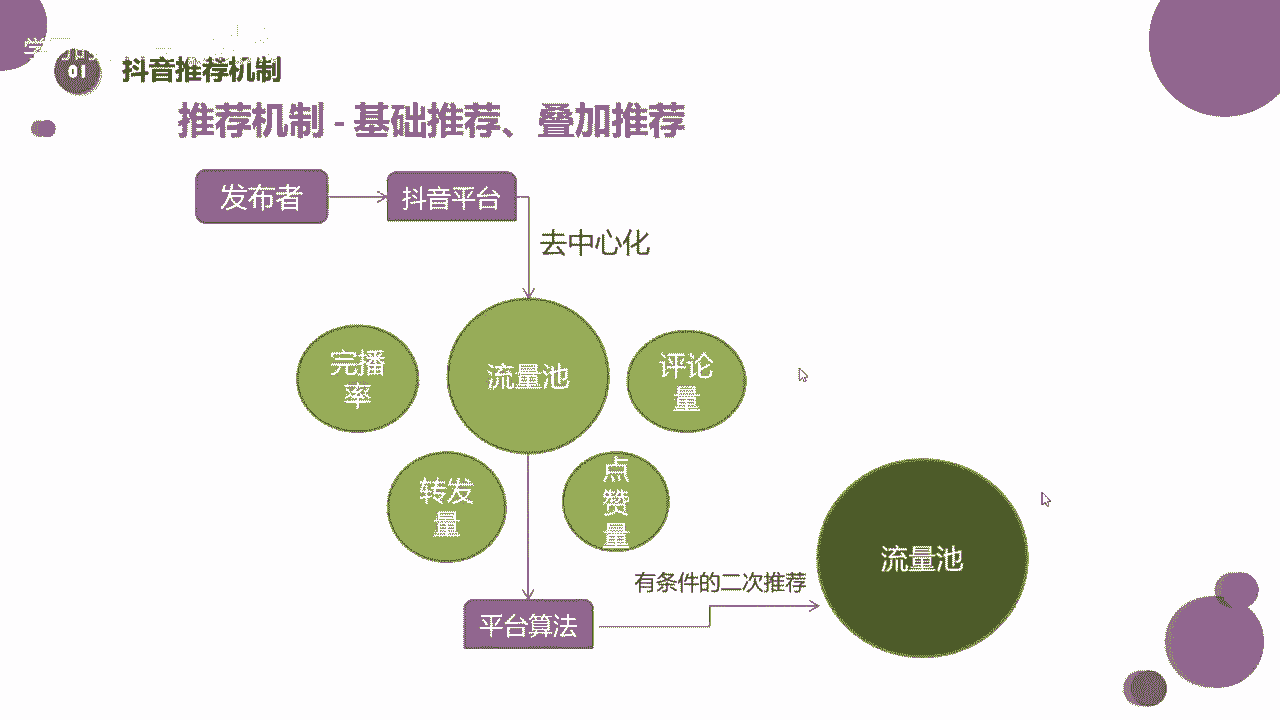 01
抖音推荐机制
推荐机制 - 基础推荐、叠加推荐
发布者
抖音平台
去中心化
完播
率
流量池
评论
量
转发
量
点
赞
量
有条件的二次推荐
流量池
平台算法